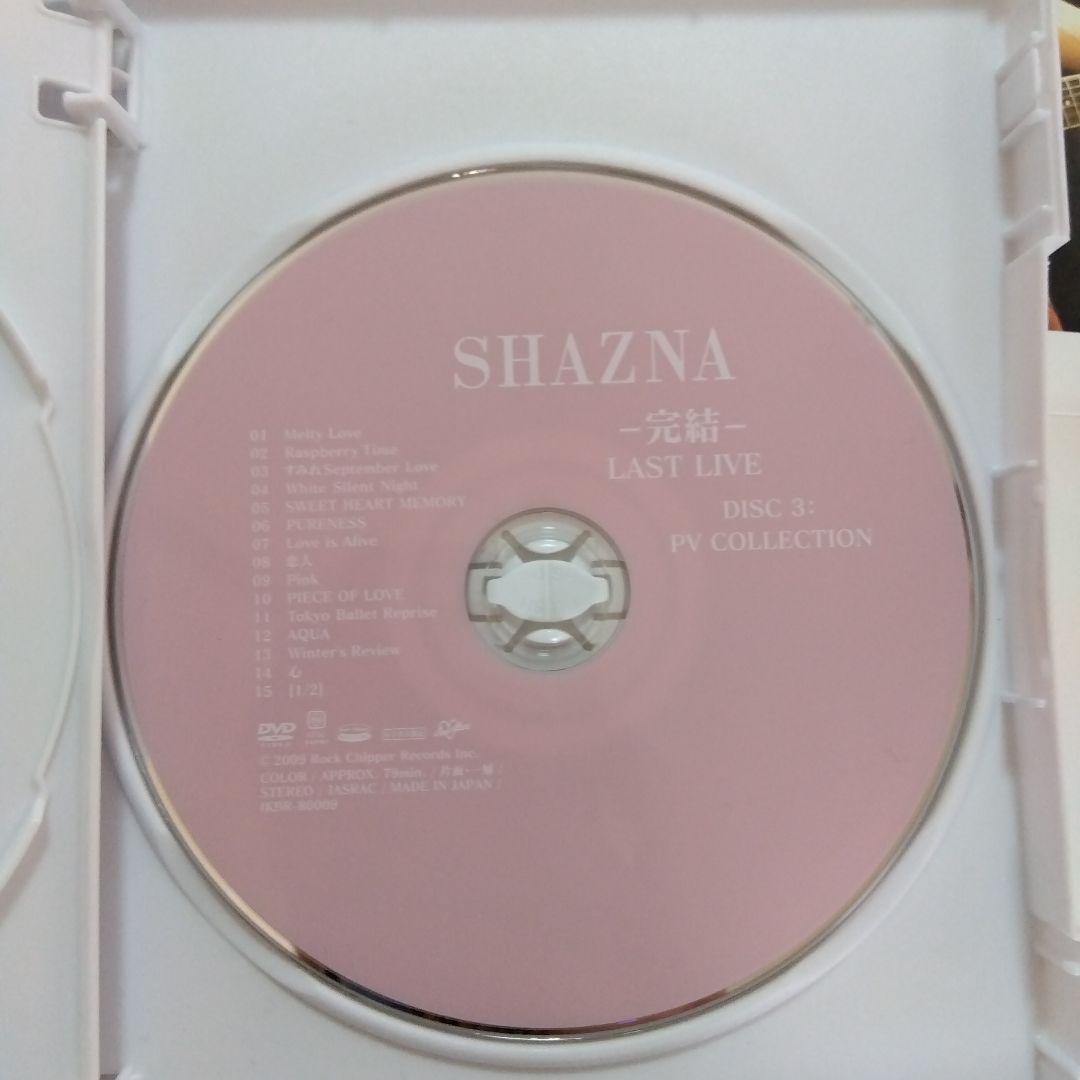 SHAZNA
-完結-
LAST LIVE
DISC 3:
PV COLLECTION
01 Melty Love
02 Raspberry Time
03 すみれSeptember Love
04 White Silent Night
05 SWEET HEART MEMORY
06 PURENESS
07 Love is Alive
08 恋人
09 Pink
10 PIECE OF LOVE
11 Tokyo Ballet Reprise
12 AQUA
13 Winter's Review
14 心
15 [1/2]
DVD
© 2009 Rock Chipper Records Inc.
COLOR / APPROX. 79min. / 片面・一層 /
STEREO / JASRAC / MADE IN JAPAN /